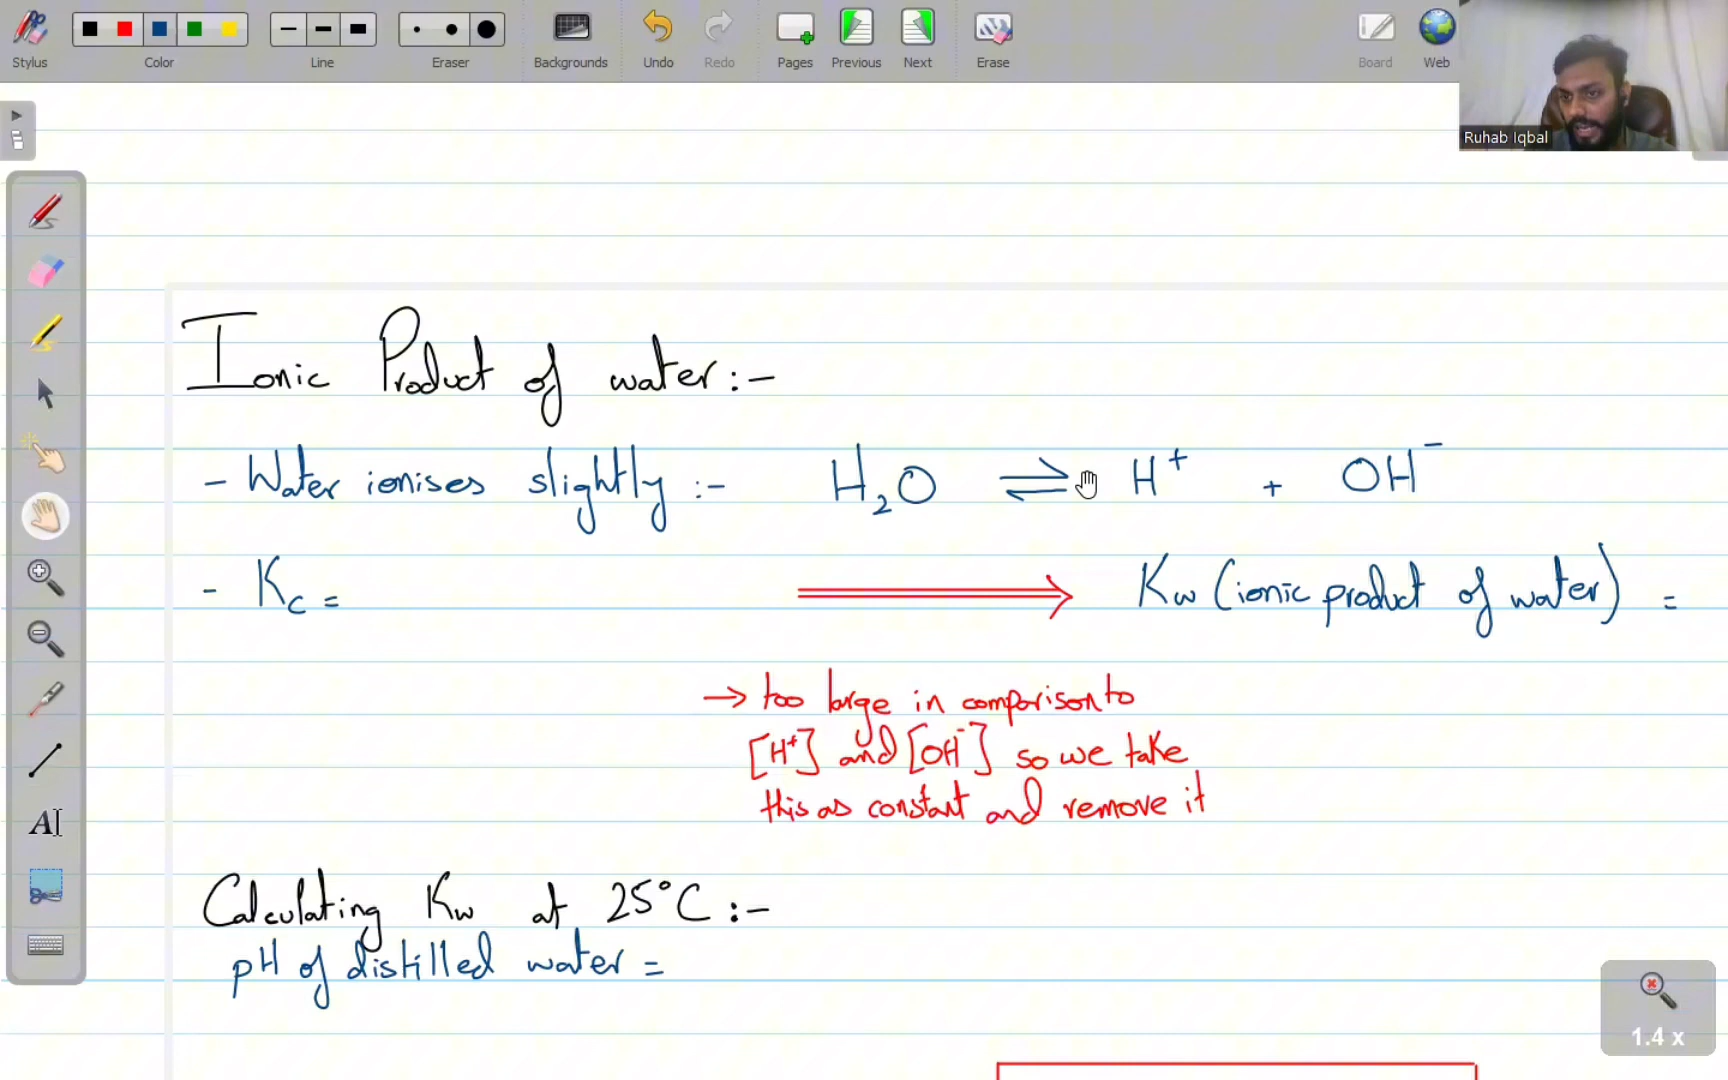 Stylus
Color
Line
Eraser
Backgrounds
Undo
Redo
Pages
Previous
Next
Erase
Board
Web
Ruhab Iqbal
Ionic Product of water:-
- Water ionises slightly :- H₂O ⇌ H⁺ + OH⁻
- Kc = ⟹ Kw (ionic product of water) =
→ too large in comparison to
[H⁺] and [OH⁻] so we take
this as constant and remove it
Calculating Kw at 25°C :-
pH of distilled water =
1.4 x